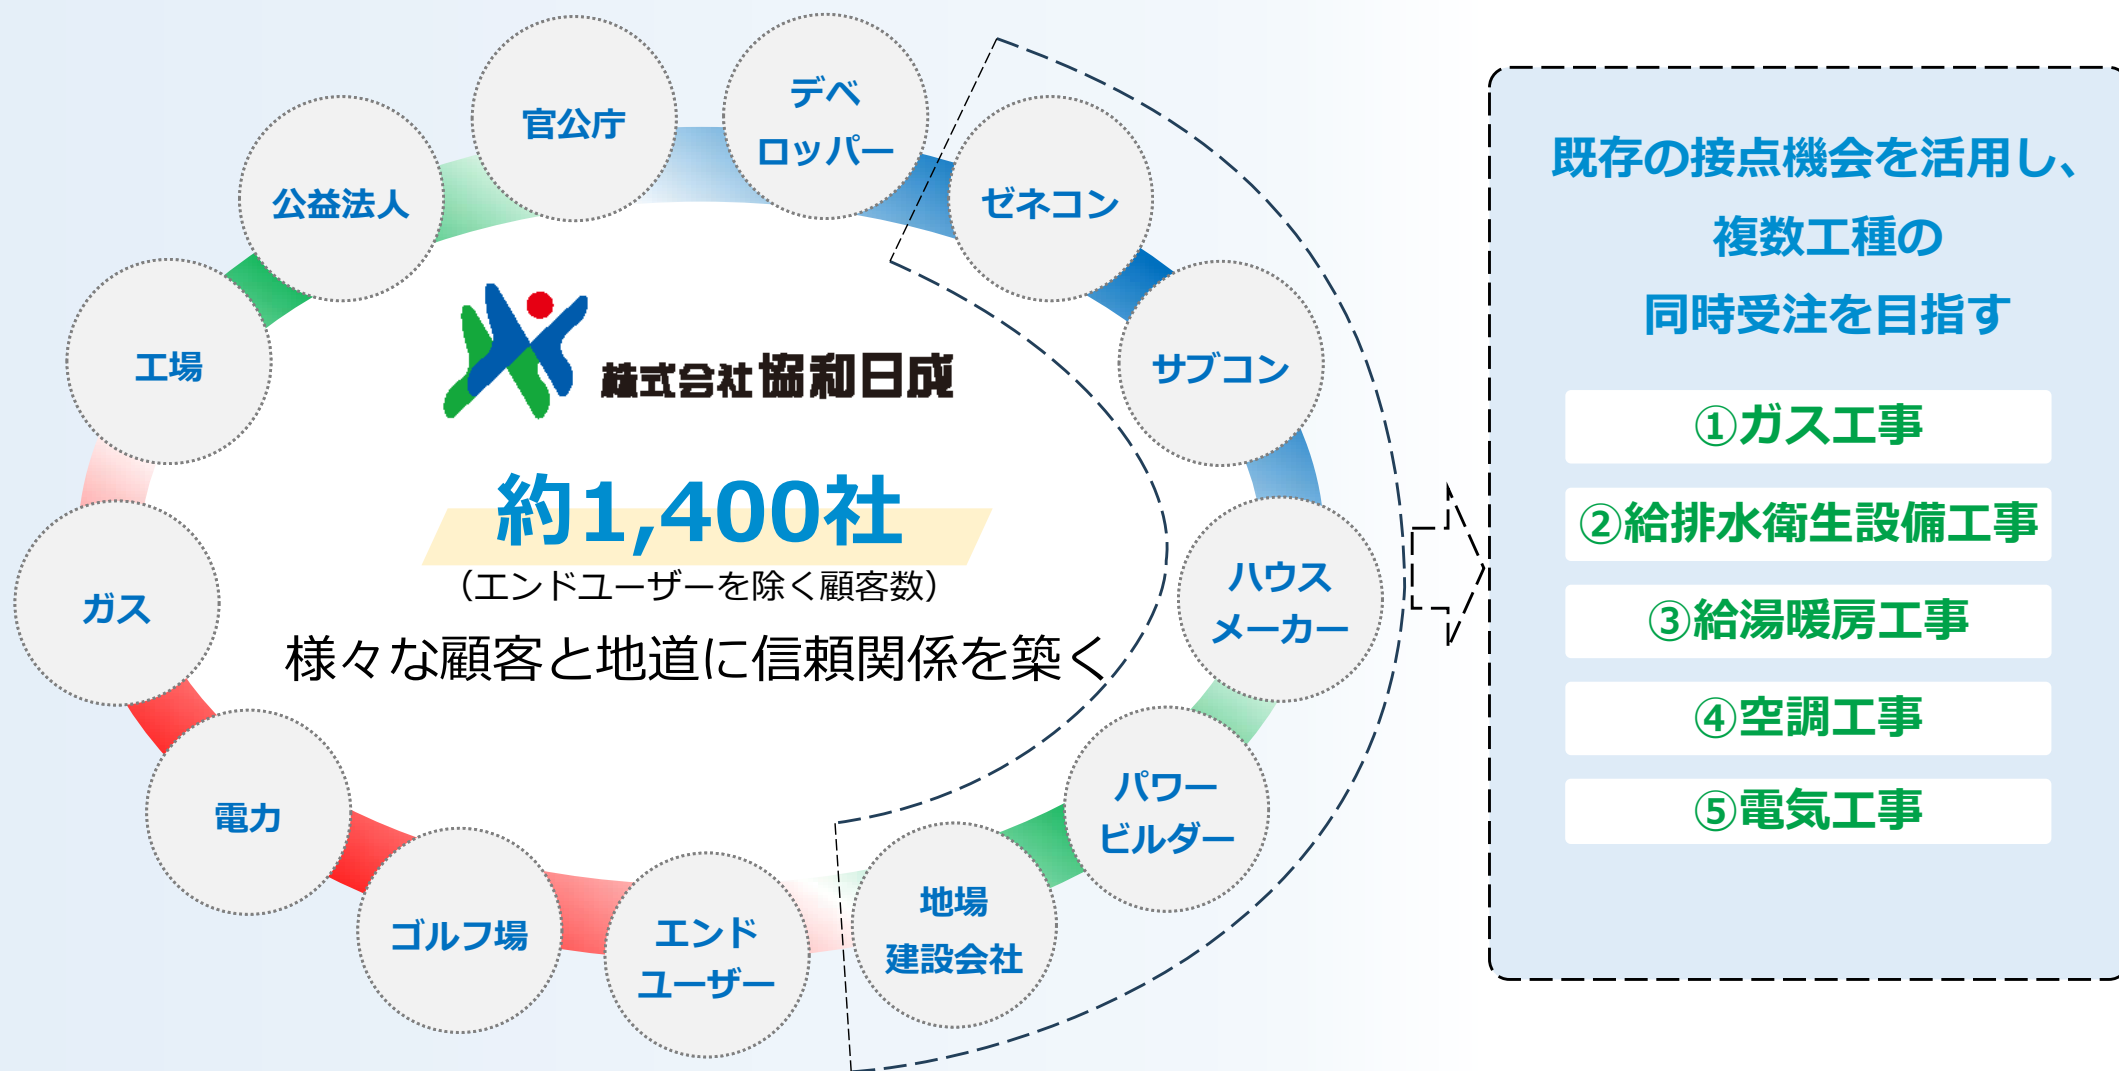 官公庁
デベ
ロッパー
公益法人
ゼネコン
工場
サブコン
株式会社協和日成
約1,400社
（エンドユーザーを除く顧客数）
様々な顧客と地道に信頼関係を築く
ガス
ハウス
メーカー
電力
パワー
ビルダー
ゴルフ場
エンド
ユーザー
地場
建設会社
既存の接点機会を活用し、
複数工種の
同時受注を目指す
①ガス工事
②給排水衛生設備工事
③給湯暖房工事
④空調工事
⑤電気工事